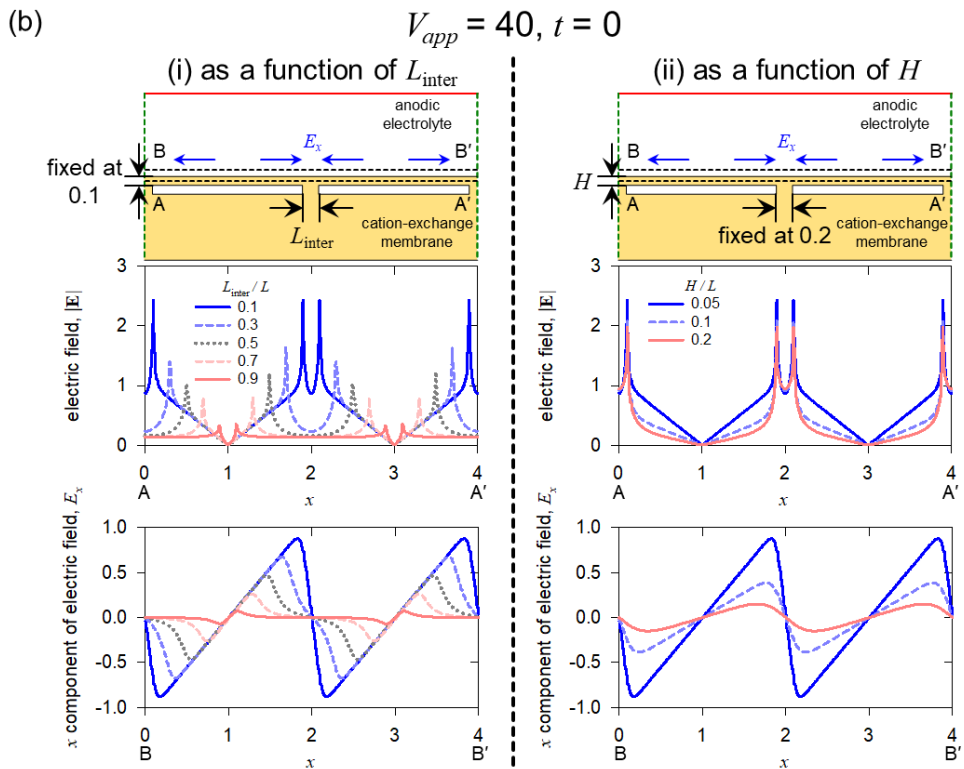 (b)
V_app = 40, t = 0
(i) as a function of L_inter
anodic
electrolyte
B
E_x
B′
fixed at
0.1
A
A′
L_inter
cation-exchange
membrane
electric field, |E|
3
2
1
0
L_inter / L
0.1
0.3
0.5
0.7
0.9
0 1 2 3 4
A x A′
x component of electric field, E_x
1.0
0.5
0.0
-0.5
-1.0
0 1 2 3 4
B x B′
(ii) as a function of H
anodic
electrolyte
B
E_x
B′
H
A
A′
fixed at 0.2
cation-exchange
membrane
electric field, |E|
3
2
1
0
H / L
0.05
0.1
0.2
0 1 2 3 4
A x A′
x component of electric field, E_x
1.0
0.5
0.0
-0.5
-1.0
0 1 2 3 4
B x B′